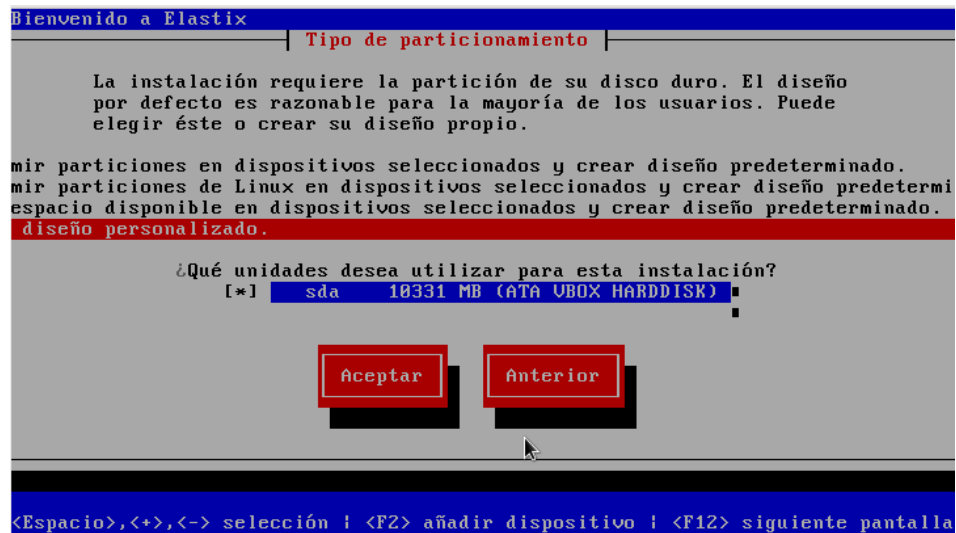 Bienvenido a Elastix
Tipo de particionamiento
La instalación requiere la partición de su disco duro. El diseño
por defecto es razonable para la mayoría de los usuarios. Puede
elegir éste o crear su diseño propio.
mir particiones en dispositivos seleccionados y crear diseño predeterminado.
mir particiones de Linux en dispositivos seleccionados y crear diseño predetermi
espacio disponible en dispositivos seleccionados y crear diseño predeterminado.
diseño personalizado.
¿Qué unidades desea utilizar para esta instalación?
[*] sda 10331 MB (ATA VBOX HARDDISK)
Aceptar Anterior
<Espacio>,<+>,<-> selección | <F2> añadir dispositivo | <F12> siguiente pantalla